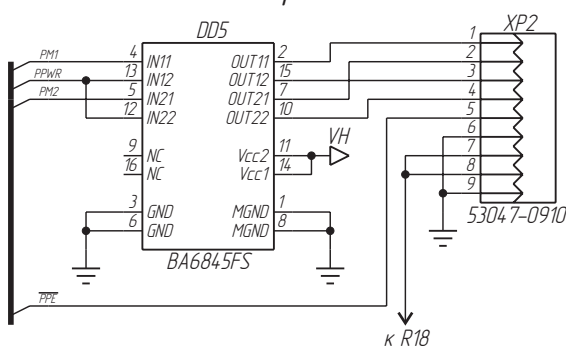 DD5
XP2
PM1 4 IN11 OUT11 2 1
PPWR 13 IN12 OUT12 15 2
PM2 5 IN21 OUT21 7 3
12 IN22 OUT22 10 4
5
9 NC Vcc2 11 VH 6
16 NC Vcc1 14 7
8
3 GND MGND 1 9
6 GND MGND 8
BA6845FS
53047-0910
PPE
к R18